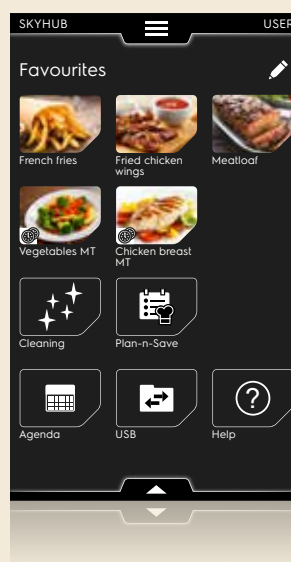 SKYHUB USER
Favourites
French fries Fried chicken Meatloaf
wings
Vegetables MT Chicken breast
MT
Cleaning Plan-n-Save
Agenda USB Help